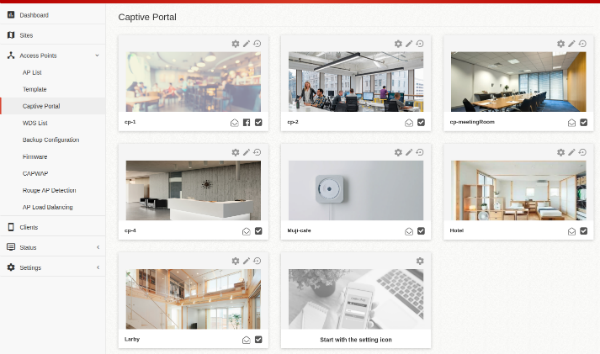 Dashboard
Captive Portal
Sites
Access Points
AP List
Template
Captive Portal
WDS List
Backup Configuration
Firmware
CAPWAP
Rouge AP Detection
AP Load Balancing
Clients
Status
Settings
cp-1
cp-2
cp-meetingRoom
cp-4
Muji-cafe
Hotel
Larby
Start with the setting icon